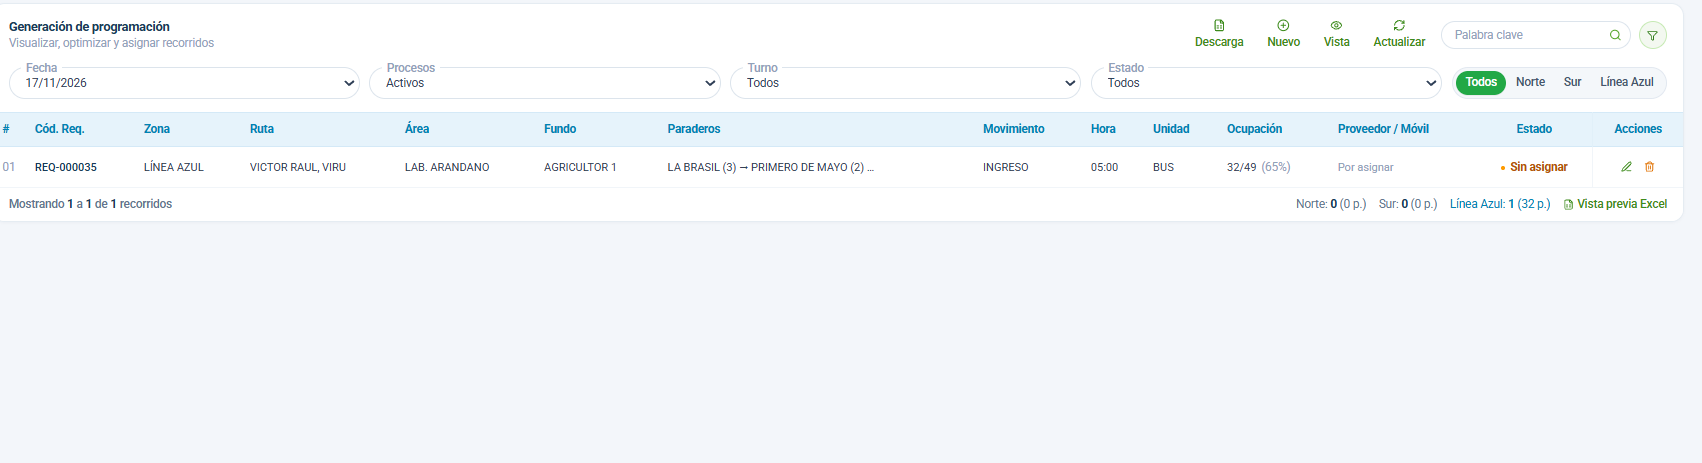 Generación de programación
Visualizar, optimizar y asignar recorridos
Descarga Nuevo Vista Actualizar Palabra clave
Fecha Procesos Turno Estado
17/11/2026 Activos Todos Todos Todos Norte Sur Línea Azul
# Cód. Req. Zona Ruta Área Fundo Paraderos Movimiento Hora Unidad Ocupación Proveedor / Móvil Estado Acciones
01 REQ-000035 LÍNEA AZUL VICTOR RAUL, VIRU LAB. ARANDANO AGRICULTOR 1 LA BRASIL (3) → PRIMERO DE MAYO (2) ... INGRESO 05:00 BUS 32/49 (65%) Por asignar Sin asignar
Mostrando 1 a 1 de 1 recorridos Norte: 0 (0 p.) Sur: 0 (0 p.) Línea Azul: 1 (32 p.) Vista previa Excel